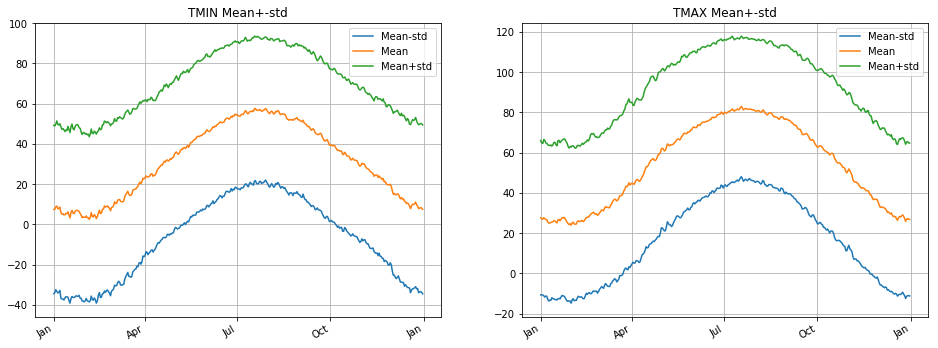 TMIN Mean+-std
100
80
60
40
20
0
−20
−40
Jan
Apr
Jul
Oct
Jan
Mean-std
Mean
Mean+std
TMAX Mean+-std
120
100
80
60
40
20
0
−20
Jan
Apr
Jul
Oct
Jan
Mean-std
Mean
Mean+std